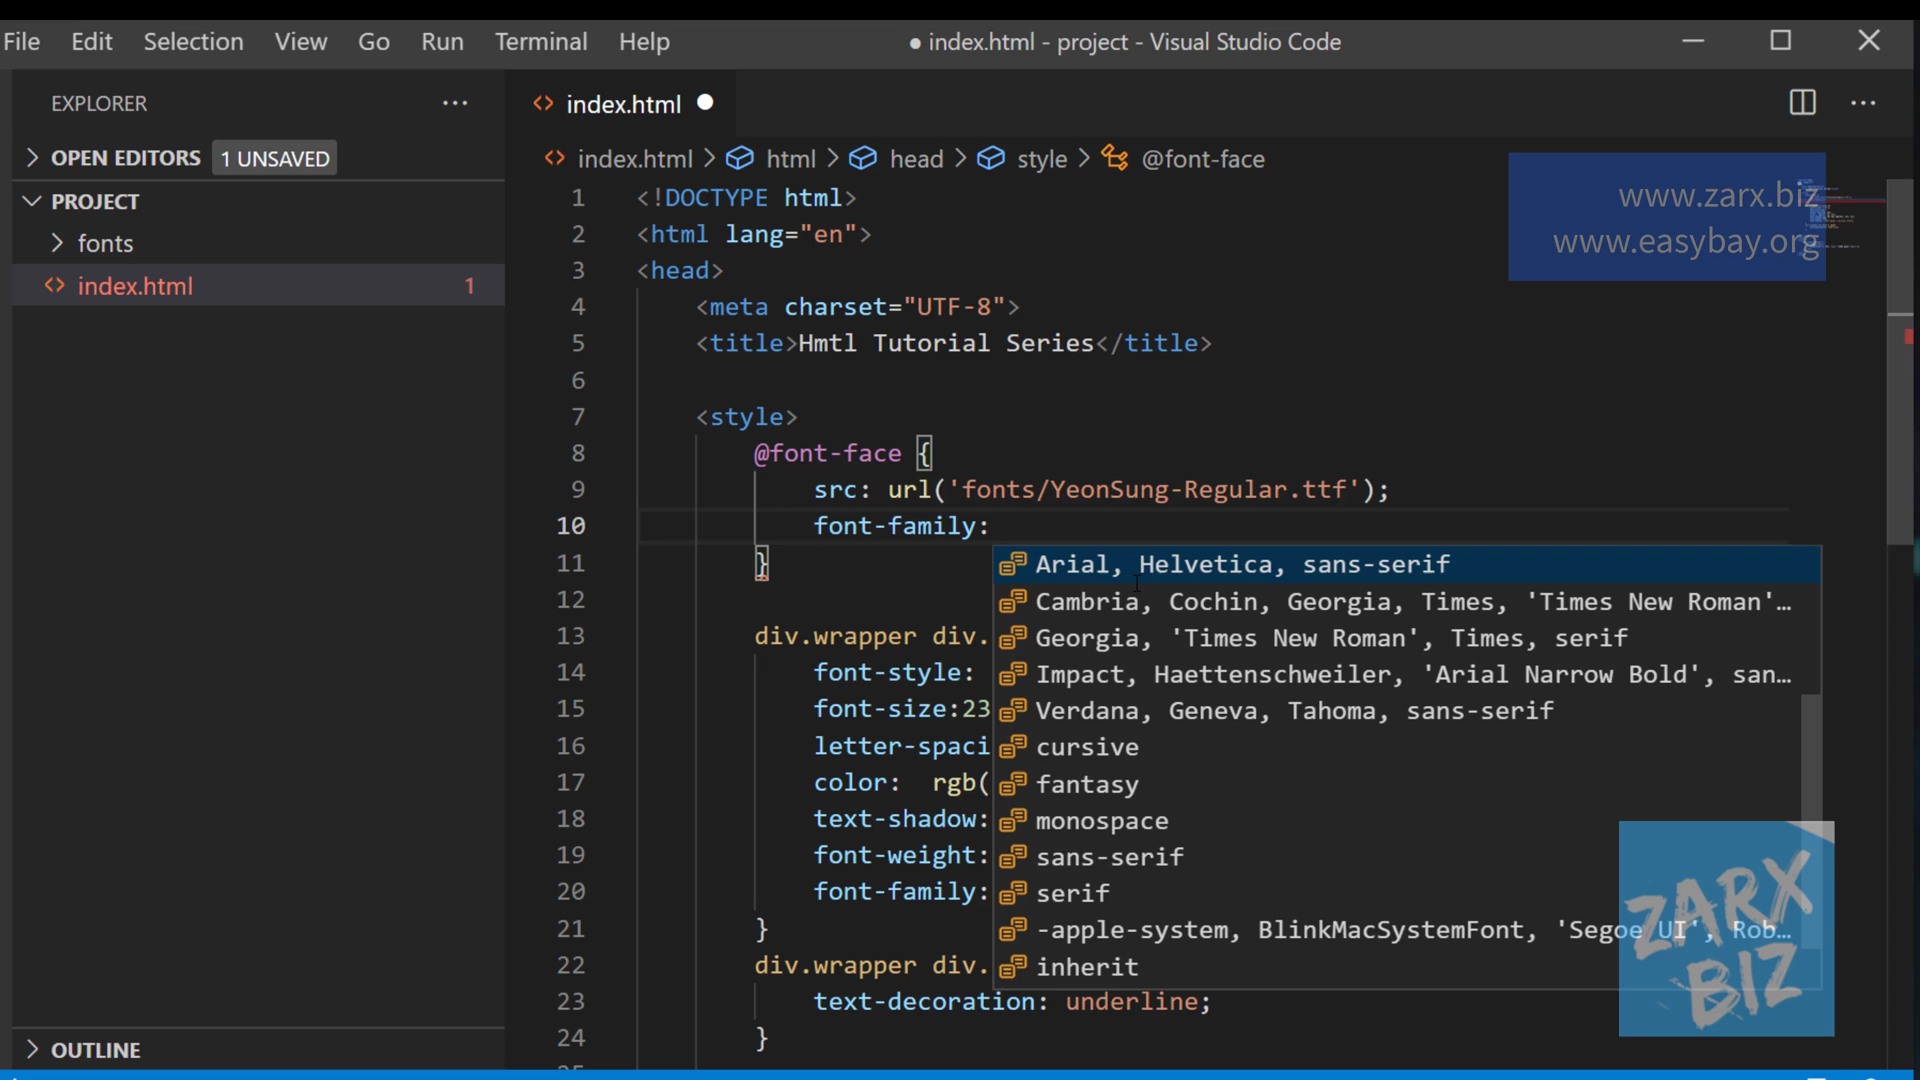 File Edit Selection View Go Run Terminal Help ● index.html - project - Visual Studio Code
EXPLORER
OPEN EDITORS 1 UNSAVED
PROJECT
fonts
index.html 1
OUTLINE
index.html
index.html > html > head > style > @font-face
1 <!DOCTYPE html>
2 <html lang="en">
3 <head>
4 <meta charset="UTF-8">
5 <title>Hmtl Tutorial Series</title>
6
7 <style>
8 @font-face {
9 src: url('fonts/YeonSung-Regular.ttf');
10 font-family:
11 }
12
13 div.wrapper div.
14 font-style:
15 font-size:23
16 letter-spaci
17 color: rgb(
18 text-shadow:
19 font-weight:
20 font-family:
21 }
22 div.wrapper div.
23 text-decoration: underline;
24 }
Arial, Helvetica, sans-serif
Cambria, Cochin, Georgia, Times, 'Times New Roman'…
Georgia, 'Times New Roman', Times, serif
Impact, Haettenschweiler, 'Arial Narrow Bold', san…
Verdana, Geneva, Tahoma, sans-serif
cursive
fantasy
monospace
sans-serif
serif
-apple-system, BlinkMacSystemFont, 'Segoe UI', Rob…
inherit
www.zarx.biz
www.easybay.org
ZARX
BIZ